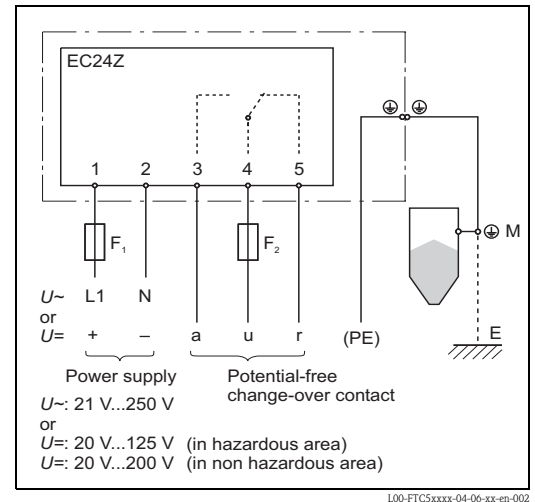 EC24Z
1 2 3 4 5
F₁ F₂
M
U~ L1 N
or
U= + – a u r (PE) E
Power supply Potential-free
change-over contact
U~: 21 V...250 V
or
U=: 20 V...125 V (in hazardous area)
U=: 20 V...200 V (in non hazardous area)
L00-FTC5xxxx-04-06-xx-en-002